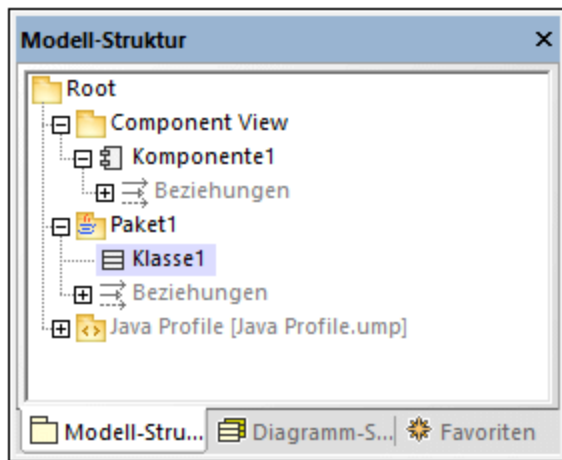 Modell-Struktur
Root
Component View
Komponente1
Beziehungen
Paket1
Klasse1
Beziehungen
Java Profile [Java Profile.ump]
Modell-Stru... Diagramm-S... Favoriten